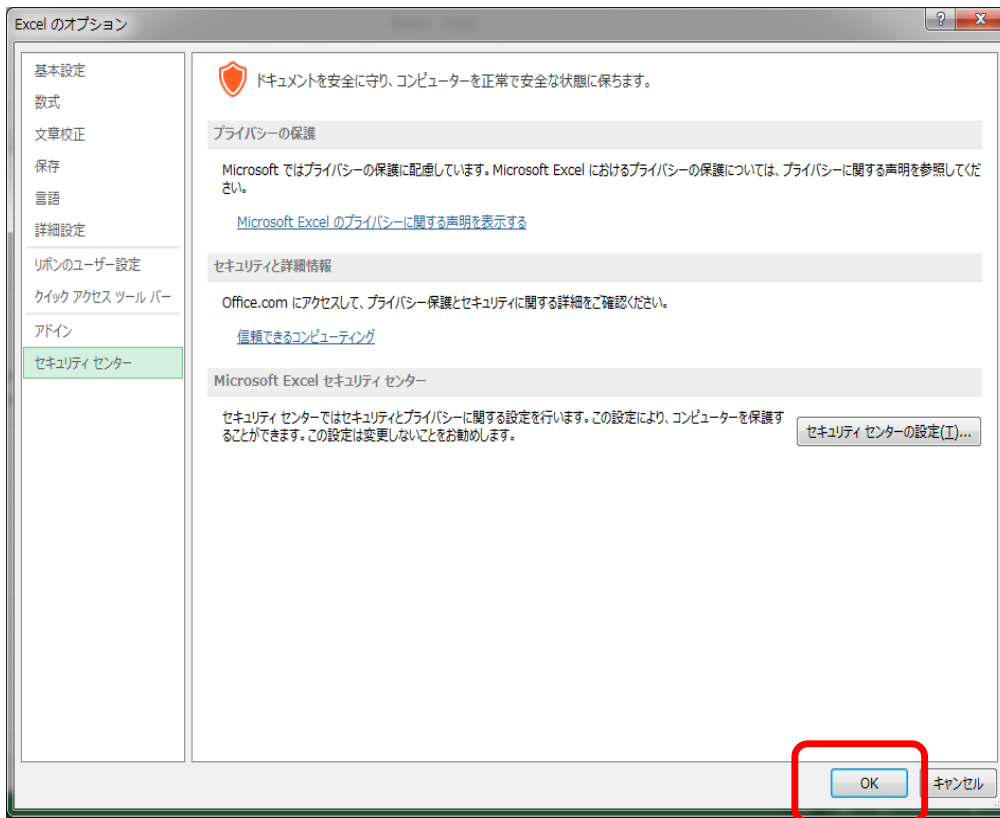 Excel のオプション
?
X
基本設定
数式
文章校正
保存
言語
詳細設定
リボンのユーザー設定
クイック アクセス ツール バー
アドイン
セキュリティ センター
ドキュメントを安全に守り、コンピューターを正常で安全な状態に保ちます。
プライバシーの保護
Microsoft ではプライバシーの保護に配慮しています。Microsoft Excel におけるプライバシーの保護については、プライバシーに関する声明を参照してくだ
さい。
Microsoft Excel のプライバシーに関する声明を表示する
セキュリティと詳細情報
Office.com にアクセスして、プライバシー保護とセキュリティに関する詳細をご確認ください。
信頼できるコンピューティング
Microsoft Excel セキュリティ センター
セキュリティ センターではセキュリティとプライバシーに関する設定を行います。この設定により、コンピューターを保護す
ることができます。この設定は変更しないことをお勧めします。
セキュリティ センターの設定(T)...
OK
キャンセル